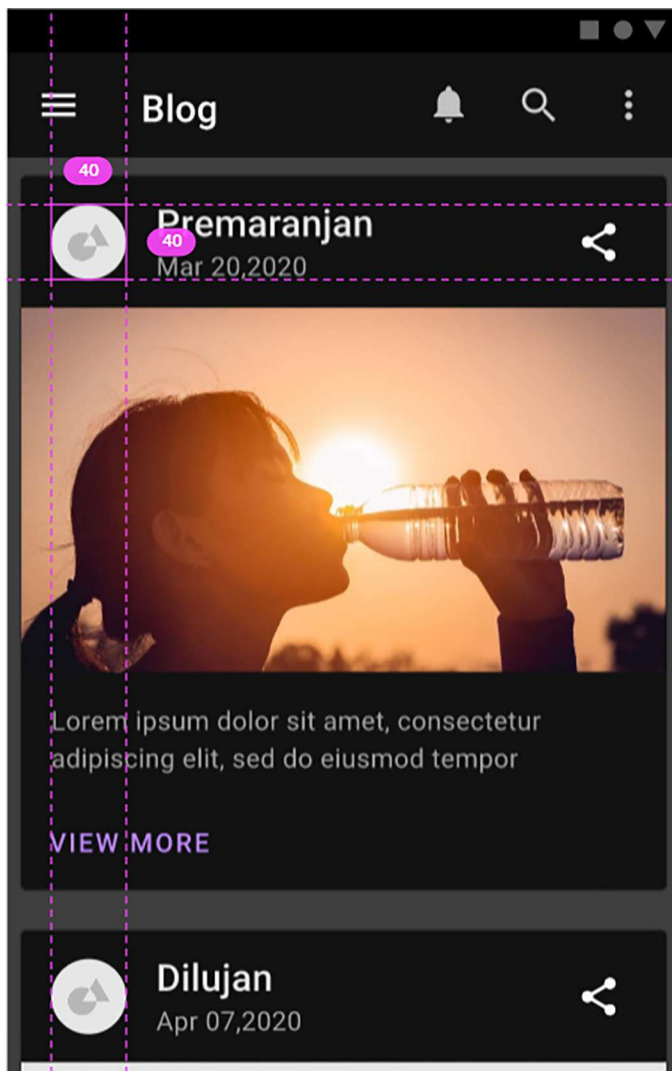 Blog
40
Premaranjan
40
Mar 20,2020
Lorem ipsum dolor sit amet, consectetur
adipiscing elit, sed do eiusmod tempor
VIEW MORE
Dilujan
Apr 07,2020